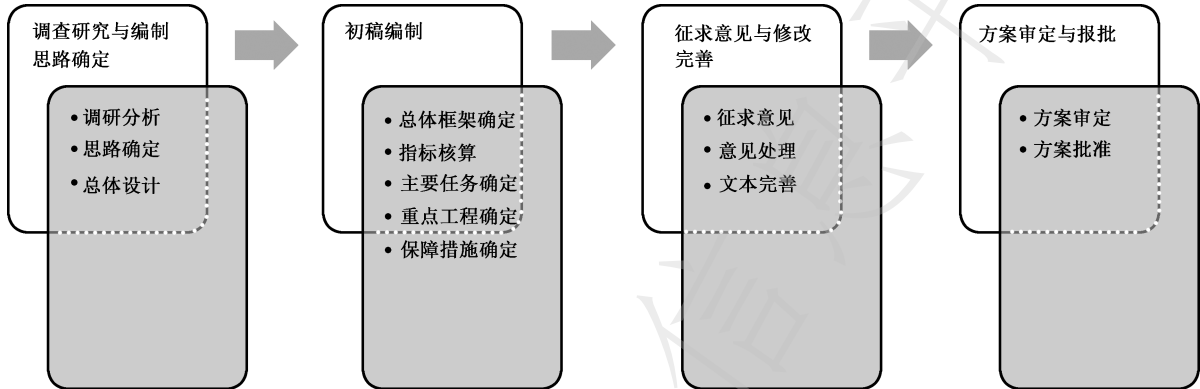 调查研究与编制
思路确定
• 调研分析
• 思路确定
• 总体设计
初稿编制
• 总体框架确定
• 指标核算
• 主要任务确定
• 重点工程确定
• 保障措施确定
征求意见与修改
完善
• 征求意见
• 意见处理
• 文本完善
方案审定与报批
• 方案审定
• 方案批准